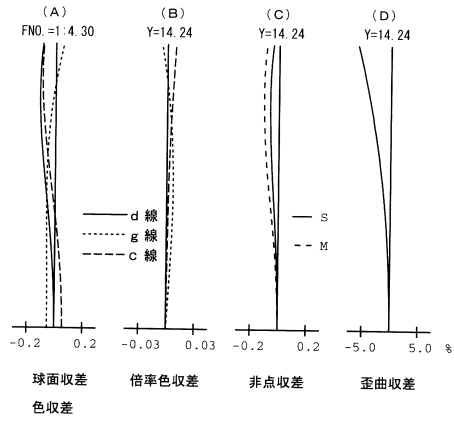 (A) (B) (C) (D)
FNO.=1:4.30 Y=14.24 Y=14.24 Y=14.24
d 線
g 線
c 線
S
M
-0.2 0.2 -0.03 0.03 -0.2 0.2 -5.0 5.0 %
球面収差 倍率色収差 非点収差 歪曲収差
色収差